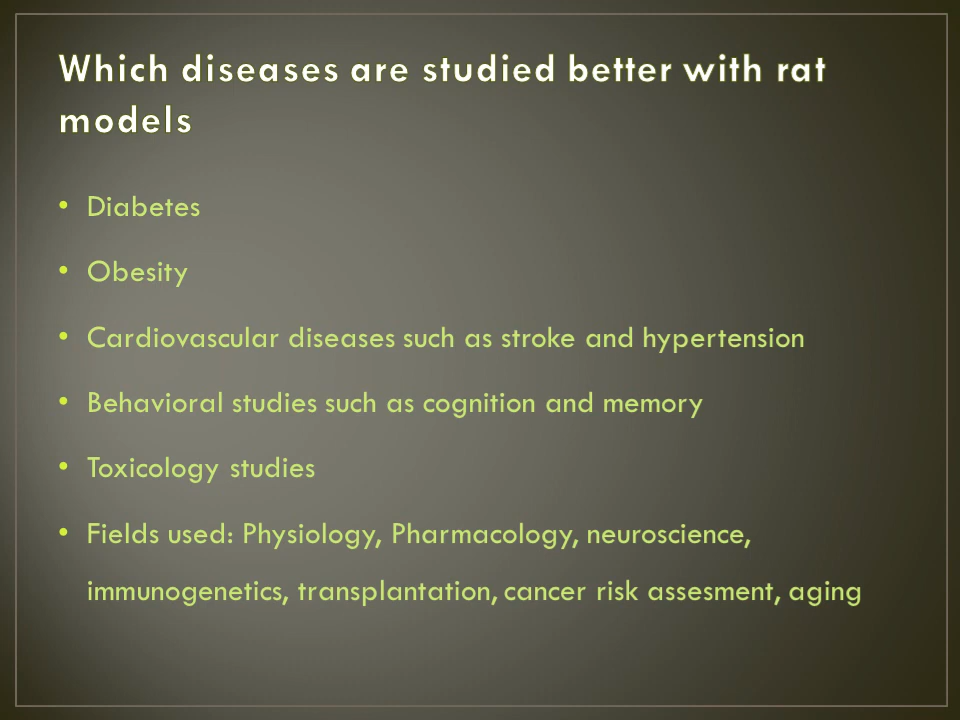 Which diseases are studied better with rat
models
• Diabetes
• Obesity
• Cardiovascular diseases such as stroke and hypertension
• Behavioral studies such as cognition and memory
• Toxicology studies
• Fields used: Physiology, Pharmacology, neuroscience,
immunogenetics, transplantation, cancer risk assesment, aging